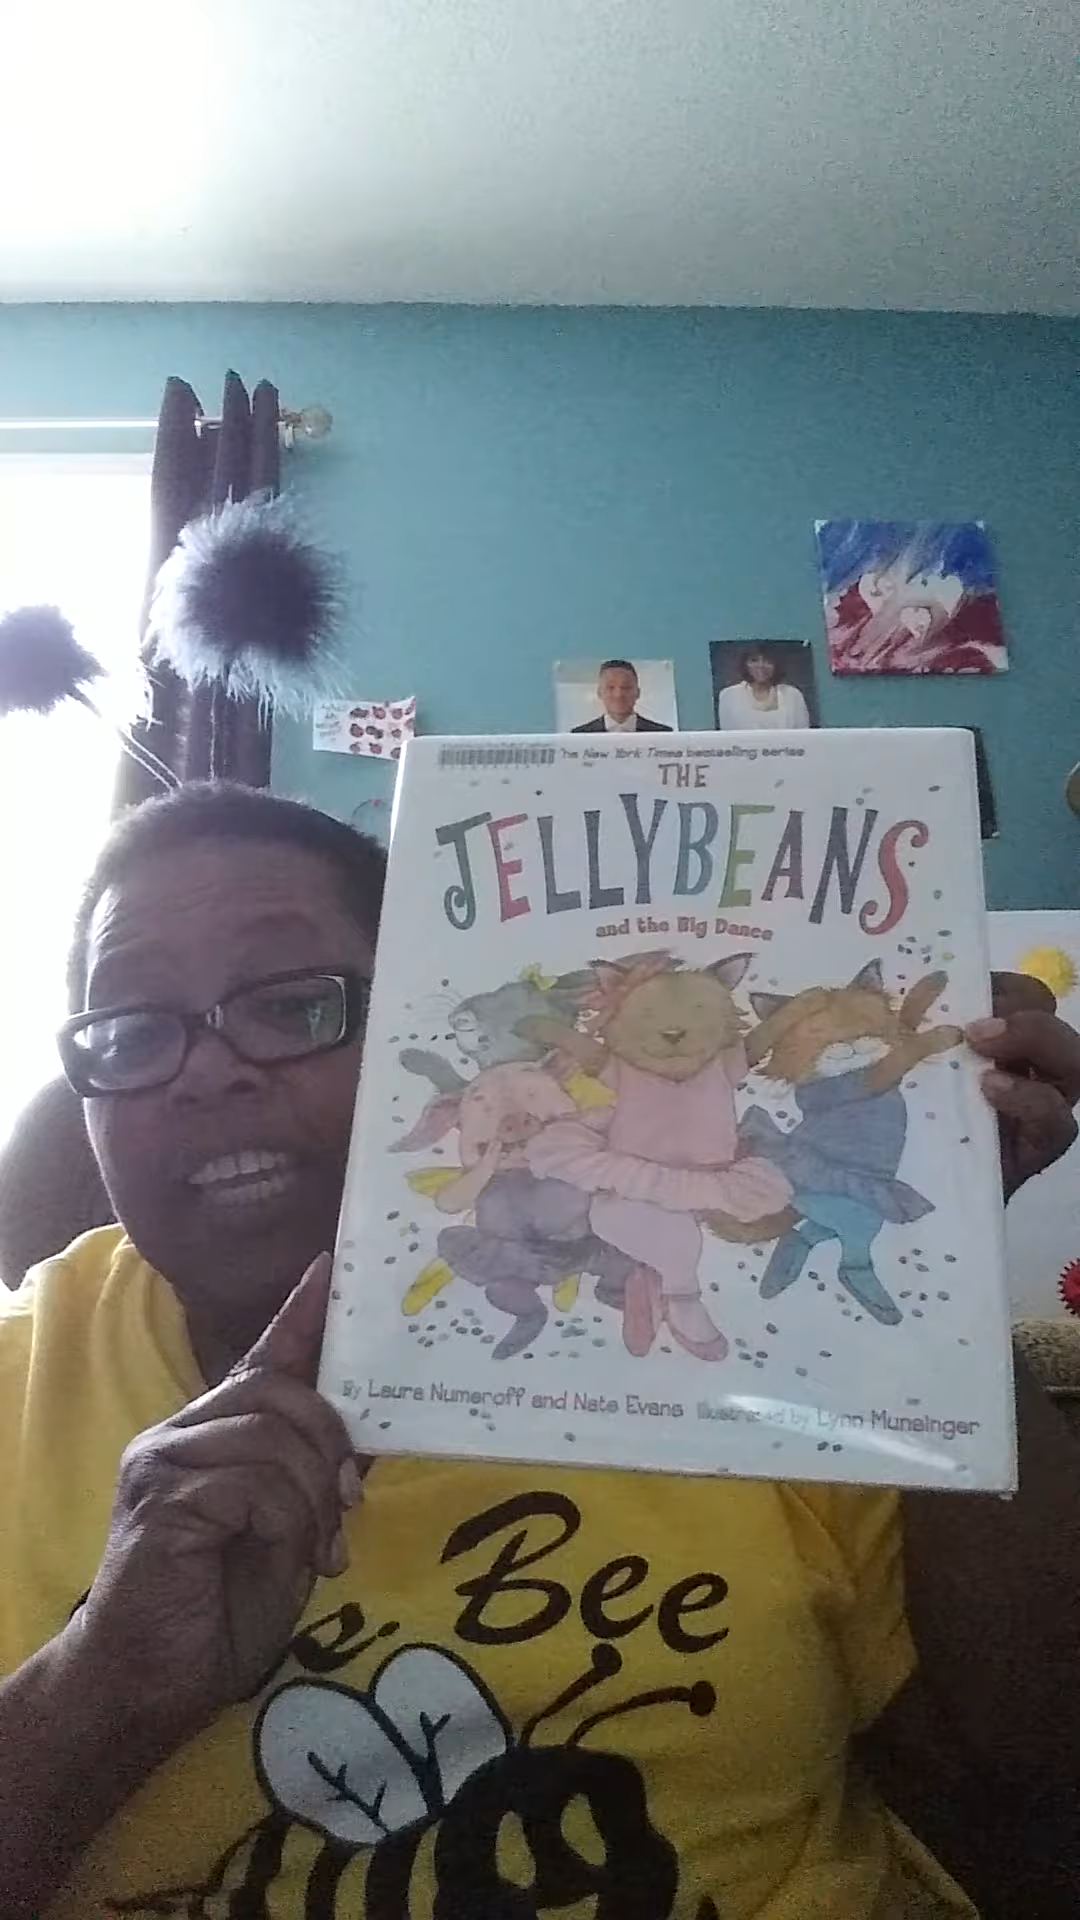 The New York Times bestselling series
THE
JELLYBEANS
and the Big Dance
By Laura Numeroff and Nate Evans Illustrated by Lynn Munsinger
s. Bee